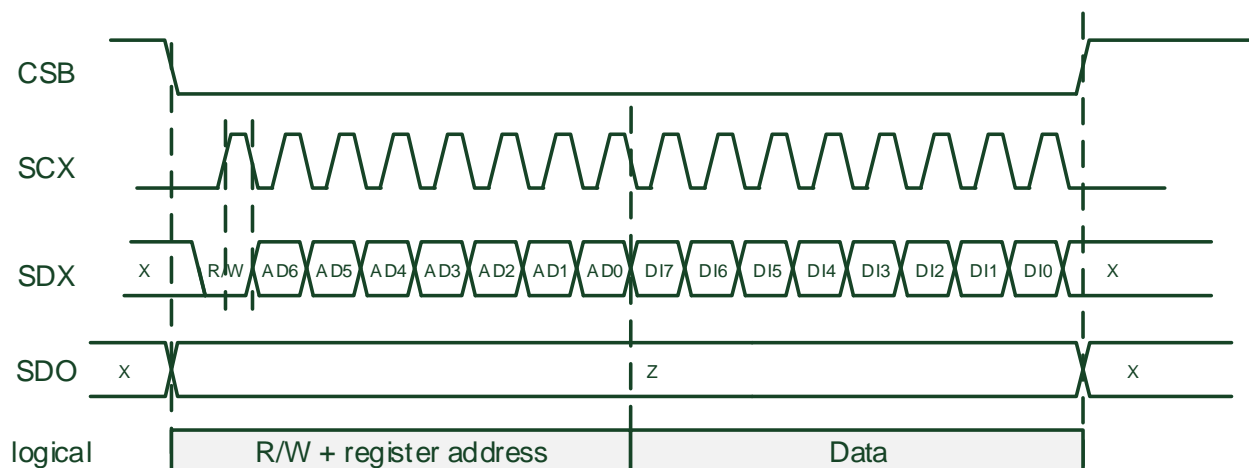 CSB
SCX
SDX X R/W AD6 AD5 AD4 AD3 AD2 AD1 AD0 DI7 DI6 DI5 DI4 DI3 DI2 DI1 DI0 X
SDO X Z X
logical R/W + register address Data